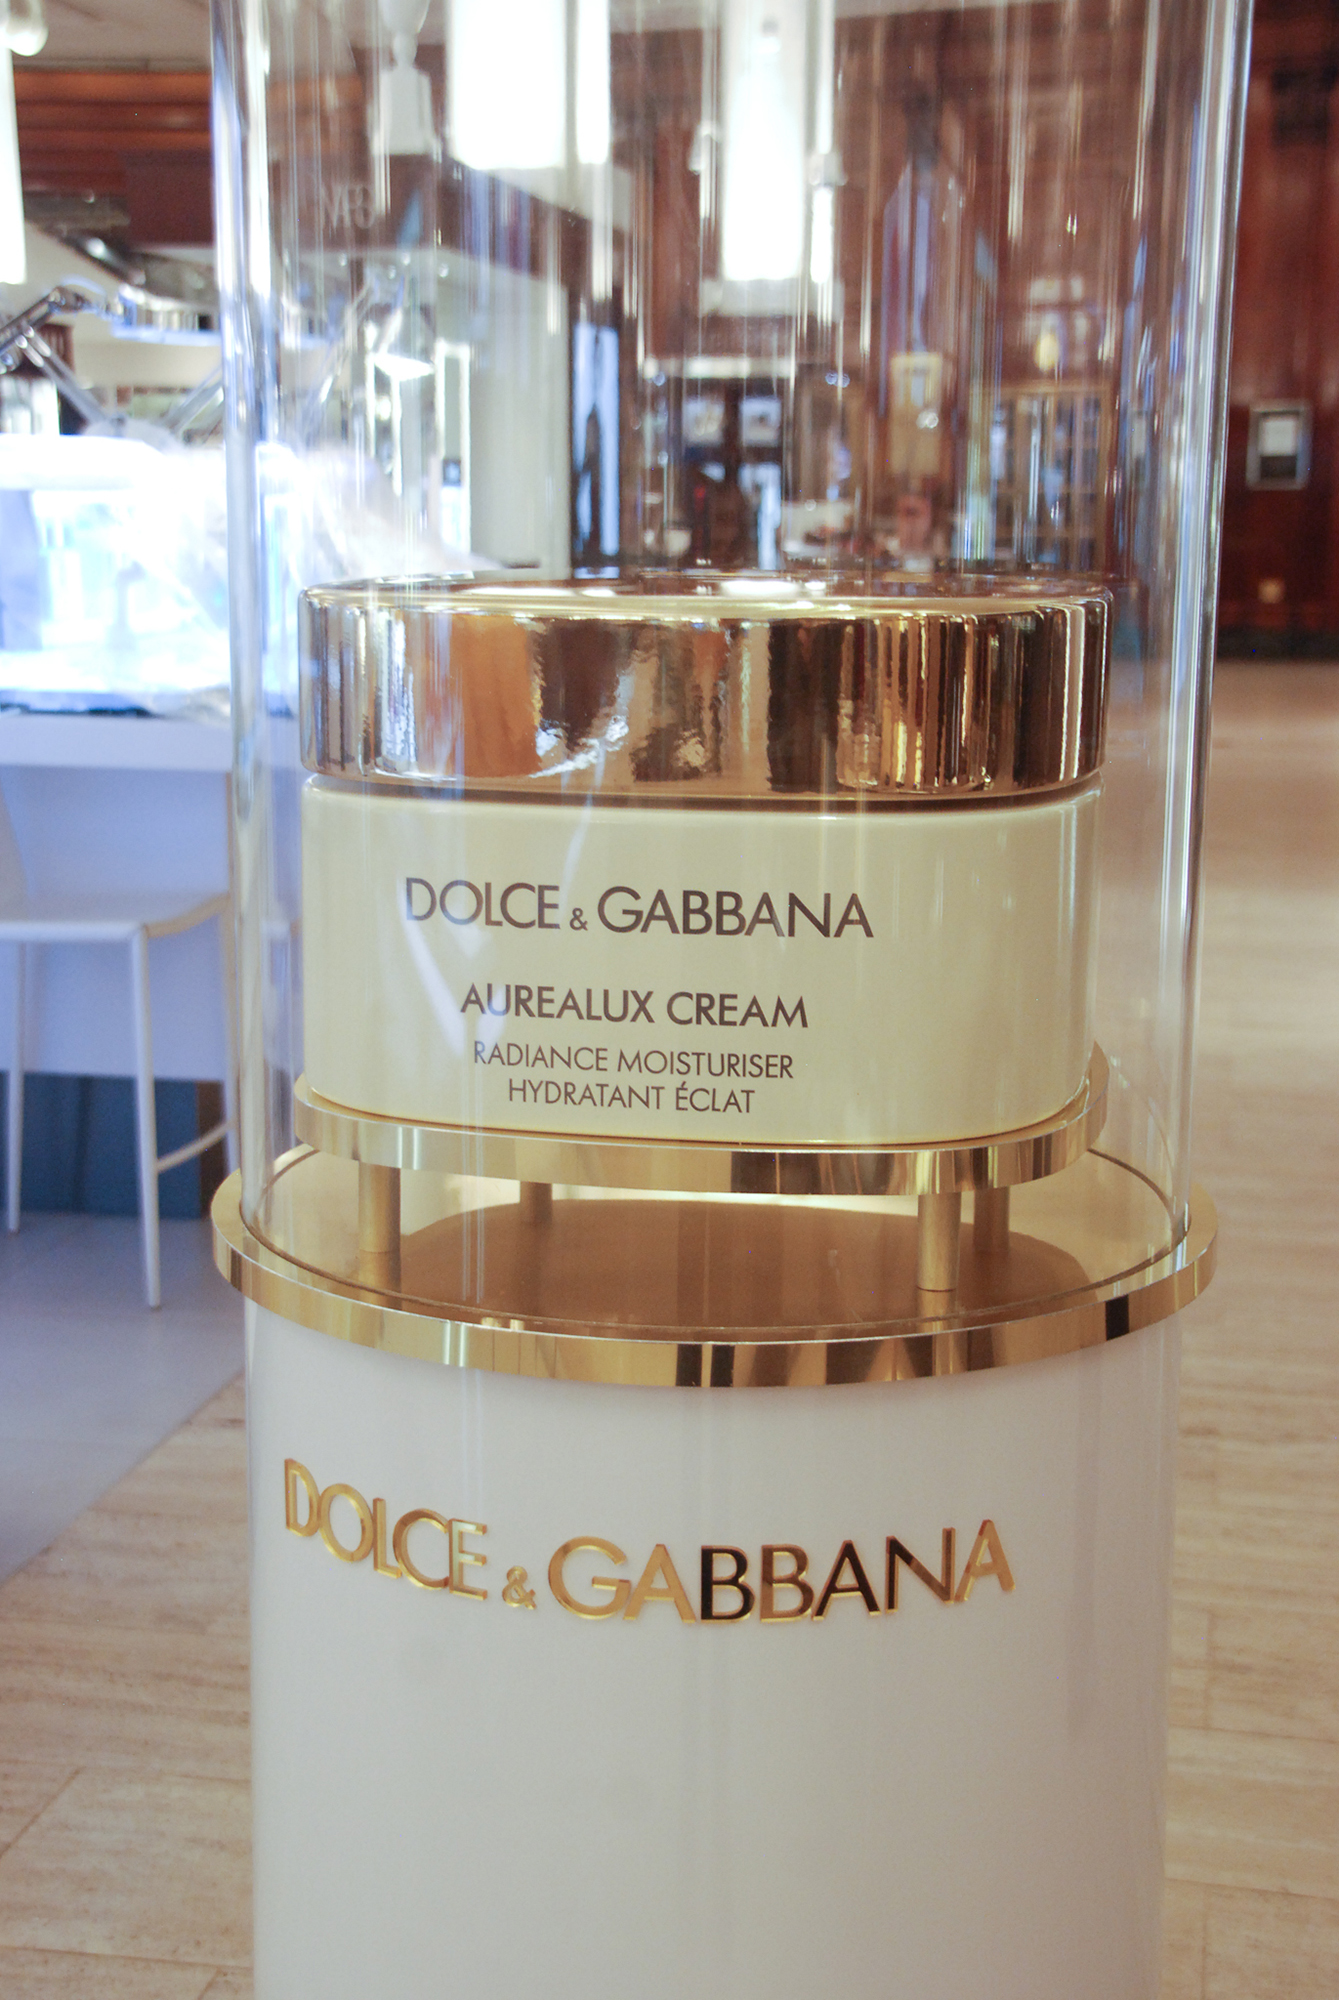 DOLCE & GABBANA
AUREALUX CREAM
RADIANCE MOISTURISER
HYDRATANT ÉCLAT
DOLCE & GABBANA